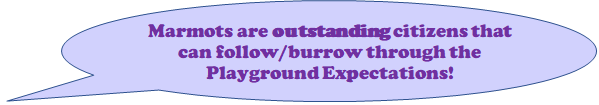 Marmots are outstanding citizens that
can follow/burrow through the
Playground Expectations!